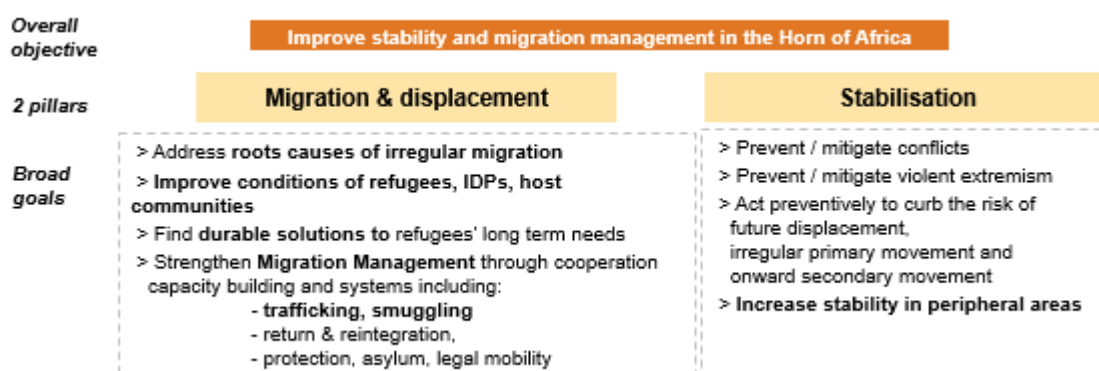 Overall
objective
Improve stability and migration management in the Horn of Africa
2 pillars
Migration & displacement
Stabilisation
Broad
goals
> Address roots causes of irregular migration
> Improve conditions of refugees, IDPs, host
communities
> Find durable solutions to refugees' long term needs
> Strengthen Migration Management through cooperation
capacity building and systems including:
- trafficking, smuggling
- return & reintegration,
- protection, asylum, legal mobility
> Prevent / mitigate conflicts
> Prevent / mitigate violent extremism
> Act preventively to curb the risk of
future displacement,
irregular primary movement and
onward secondary movement
> Increase stability in peripheral areas